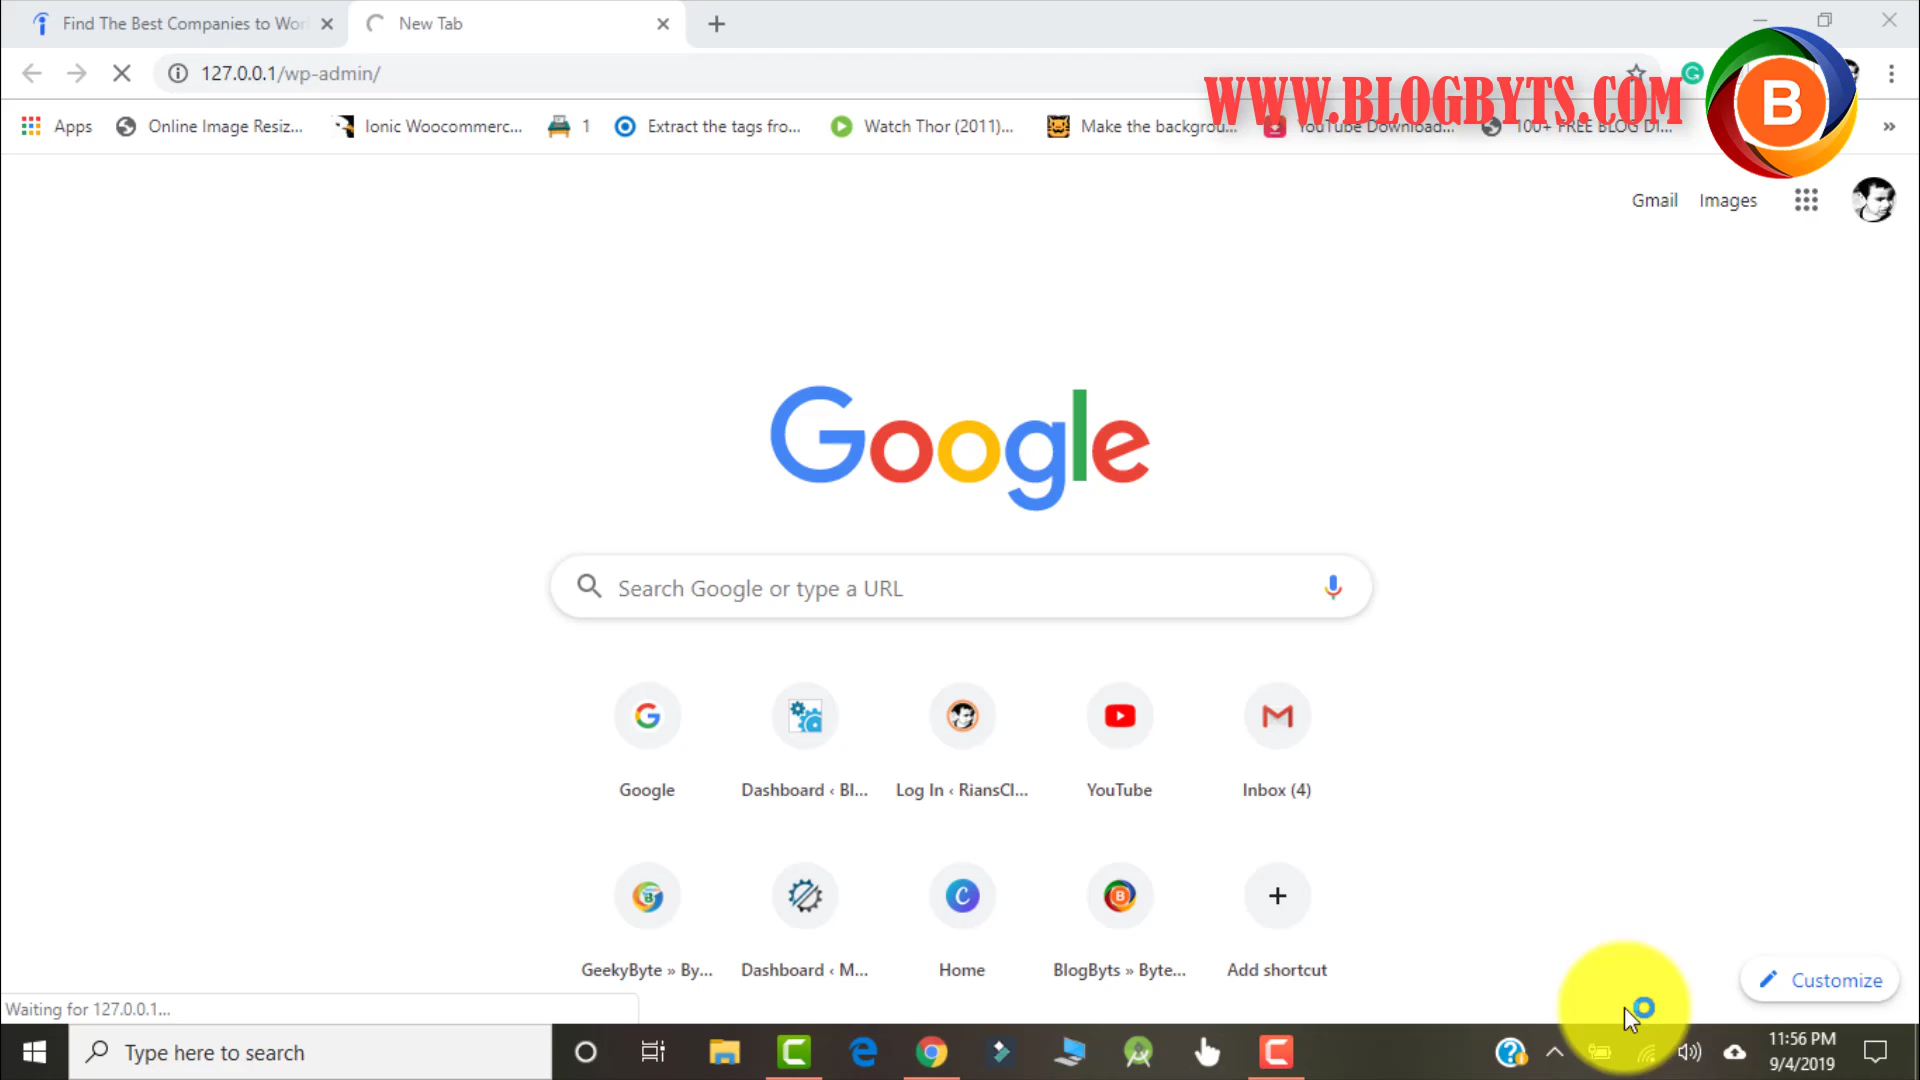 Find The Best Companies to Wor
New Tab
127.0.0.1/wp-admin/
WWW.BLOGBYTS.COM
B
Apps
Online Image Resiz...
Ionic Woocommerc...
1
Extract the tags fro...
Watch Thor (2011)...
Make the backgrou...
YouTube Download...
100+ FREE BLOG DI...
»
Gmail
Images
Google
Search Google or type a URL
Google
Dashboard ‹ Bl...
Log In ‹ RiansCl...
YouTube
Inbox (4)
GeekyByte » By...
Dashboard ‹ M...
Home
BlogByts » Byte...
Add shortcut
Customize
Waiting for 127.0.0.1...
Type here to search
11:56 PM
9/4/2019